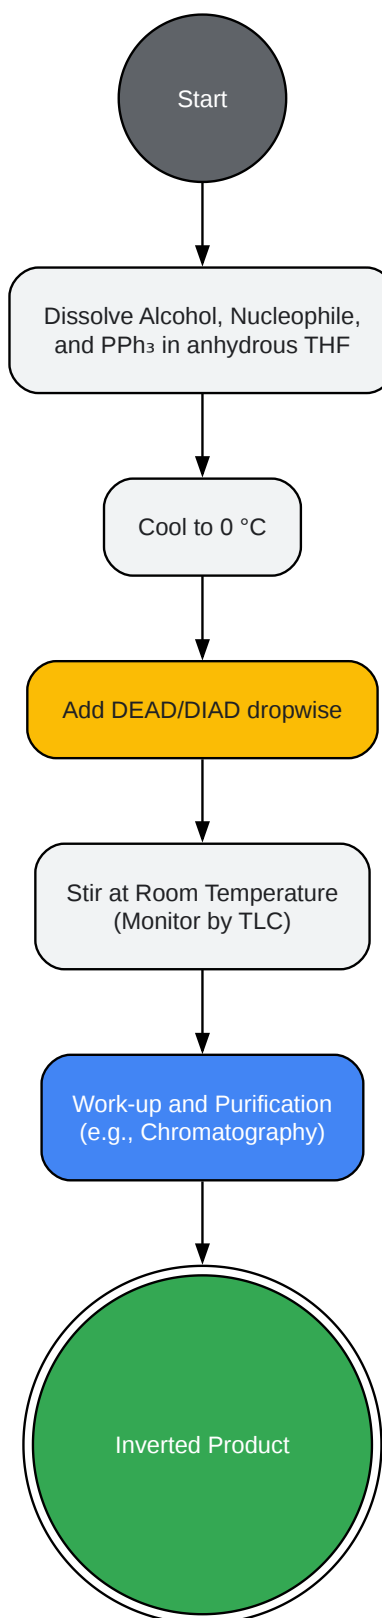 Start
Dissolve Alcohol, Nucleophile,
and PPh₃ in anhydrous THF
Cool to 0 °C
Add DEAD/DIAD dropwise
Stir at Room Temperature
(Monitor by TLC)
Work-up and Purification
(e.g., Chromatography)
Inverted Product